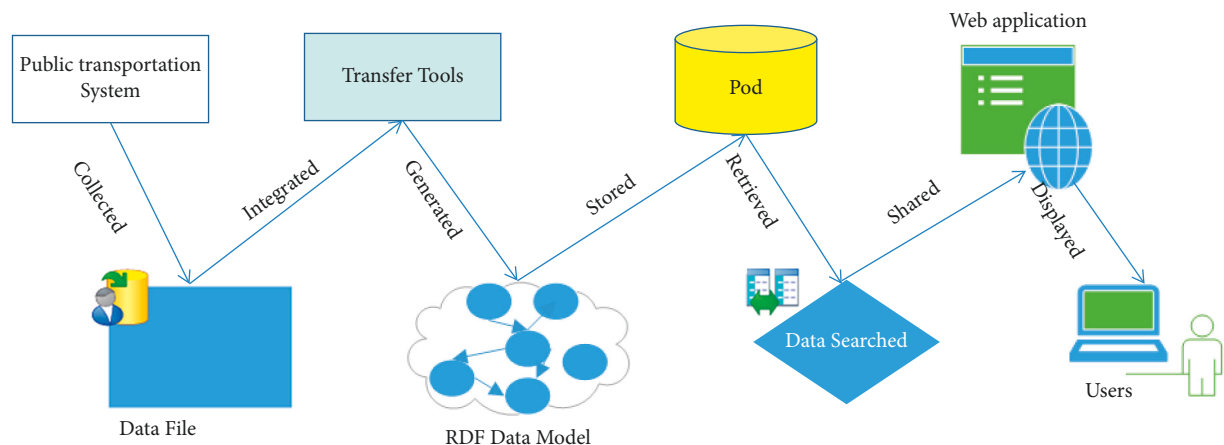 Public transportation
System
Collected
Data File
Integrated
Transfer Tools
Generated
RDF Data Model
Stored
Pod
Retrieved
Data Searched
Shared
Web application
Displayed
Users